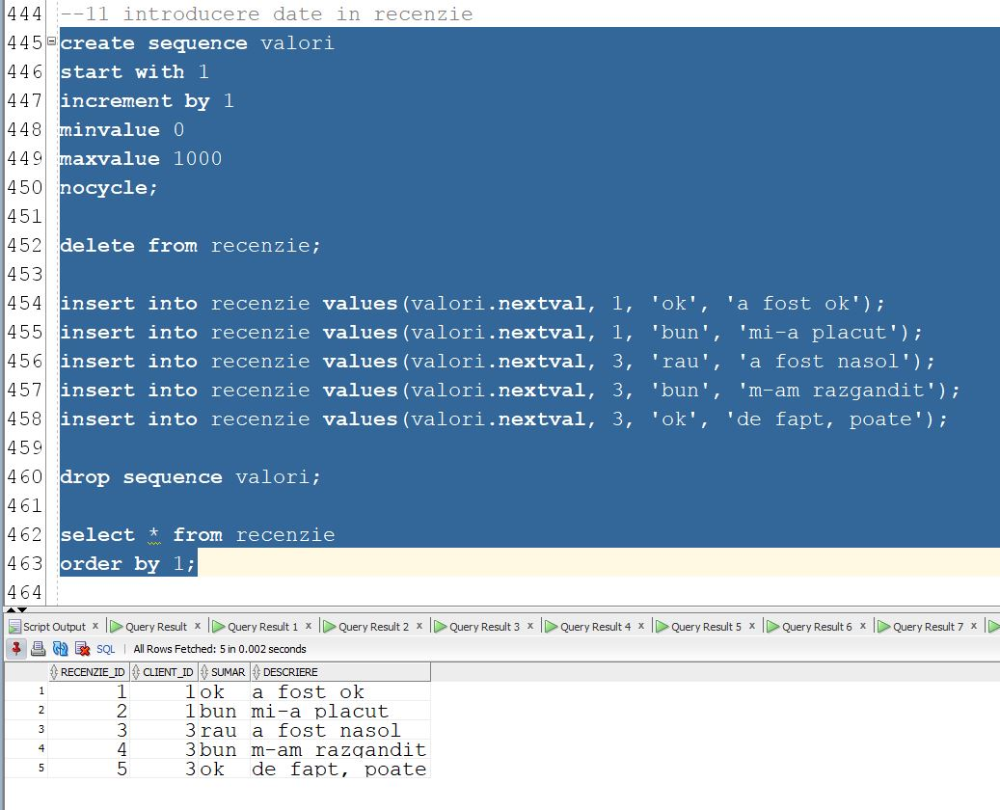 444 --11 introducere date in recenzie
445 create sequence valori
446 start with 1
447 increment by 1
448 minvalue 0
449 maxvalue 1000
450 nocycle;
451
452 delete from recenzie;
453
454 insert into recenzie values(valori.nextval, 1, 'ok', 'a fost ok');
455 insert into recenzie values(valori.nextval, 1, 'bun', 'mi-a placut');
456 insert into recenzie values(valori.nextval, 3, 'rau', 'a fost nasol');
457 insert into recenzie values(valori.nextval, 3, 'bun', 'm-am razgandit');
458 insert into recenzie values(valori.nextval, 3, 'ok', 'de fapt, poate');
459
460 drop sequence valori;
461
462 select * from recenzie
463 order by 1;
464
Script Output x Query Result x Query Result 1 x Query Result 2 x Query Result 3 x Query Result 4 x Query Result 5 x Query Result 6 x Query Result 7 x
SQL | All Rows Fetched: 5 in 0.002 seconds
RECENZIE_ID CLIENT_ID SUMAR DESCRIERE
1 1 1 ok a fost ok
2 2 1 bun mi-a placut
3 3 3 rau a fost nasol
4 4 3 bun m-am razgandit
5 5 3 ok de fapt, poate